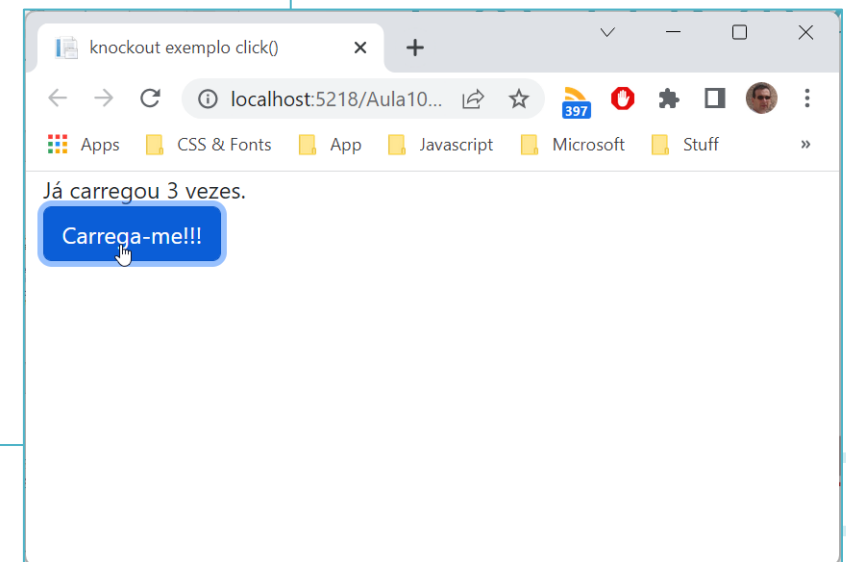 knockout exemplo click()
localhost:5218/Aula10...
397
Apps CSS & Fonts App Javascript Microsoft Stuff »
Já carregou 3 vezes.
Carrega-me!!!